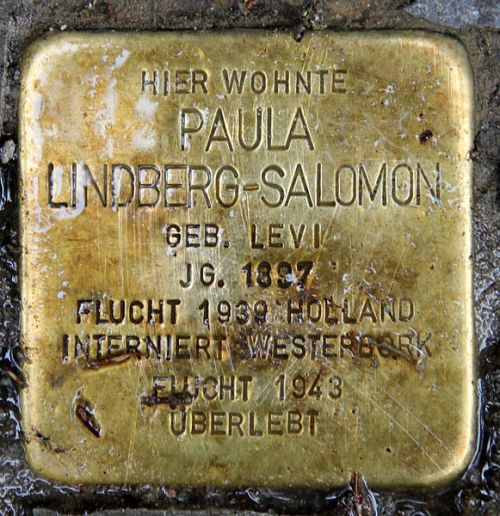 HIER WOHNTE
PAULA
LINDBERG-SALOMON
GEB. LEVI
JG. 1897
FLUCHT 1939 HOLLAND
INTERNIERT WESTERBORK
FLUCHT 1943
ÜBERLEBT